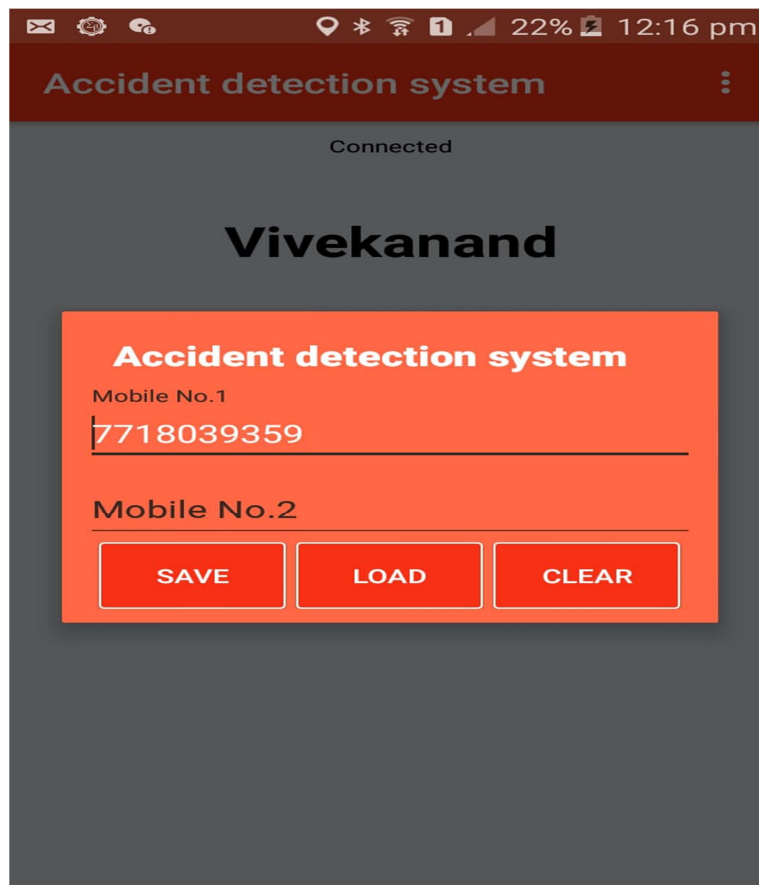 1 22% 12:16 pm
Accident detection system
Connected
Vivekanand
Accident detection system
Mobile No.1
7718039359
Mobile No.2
SAVE LOAD CLEAR